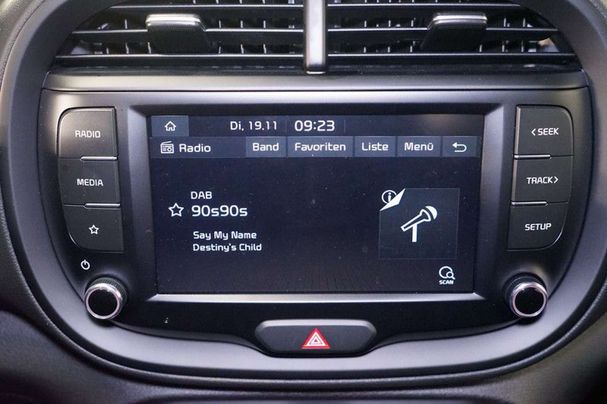 Di, 19.11 09:23
Radio Band Favoriten Liste Menü
RADIO
MEDIA
DAB
90s90s
Say My Name
Destiny's Child
SCAN
< SEEK
TRACK >
SETUP